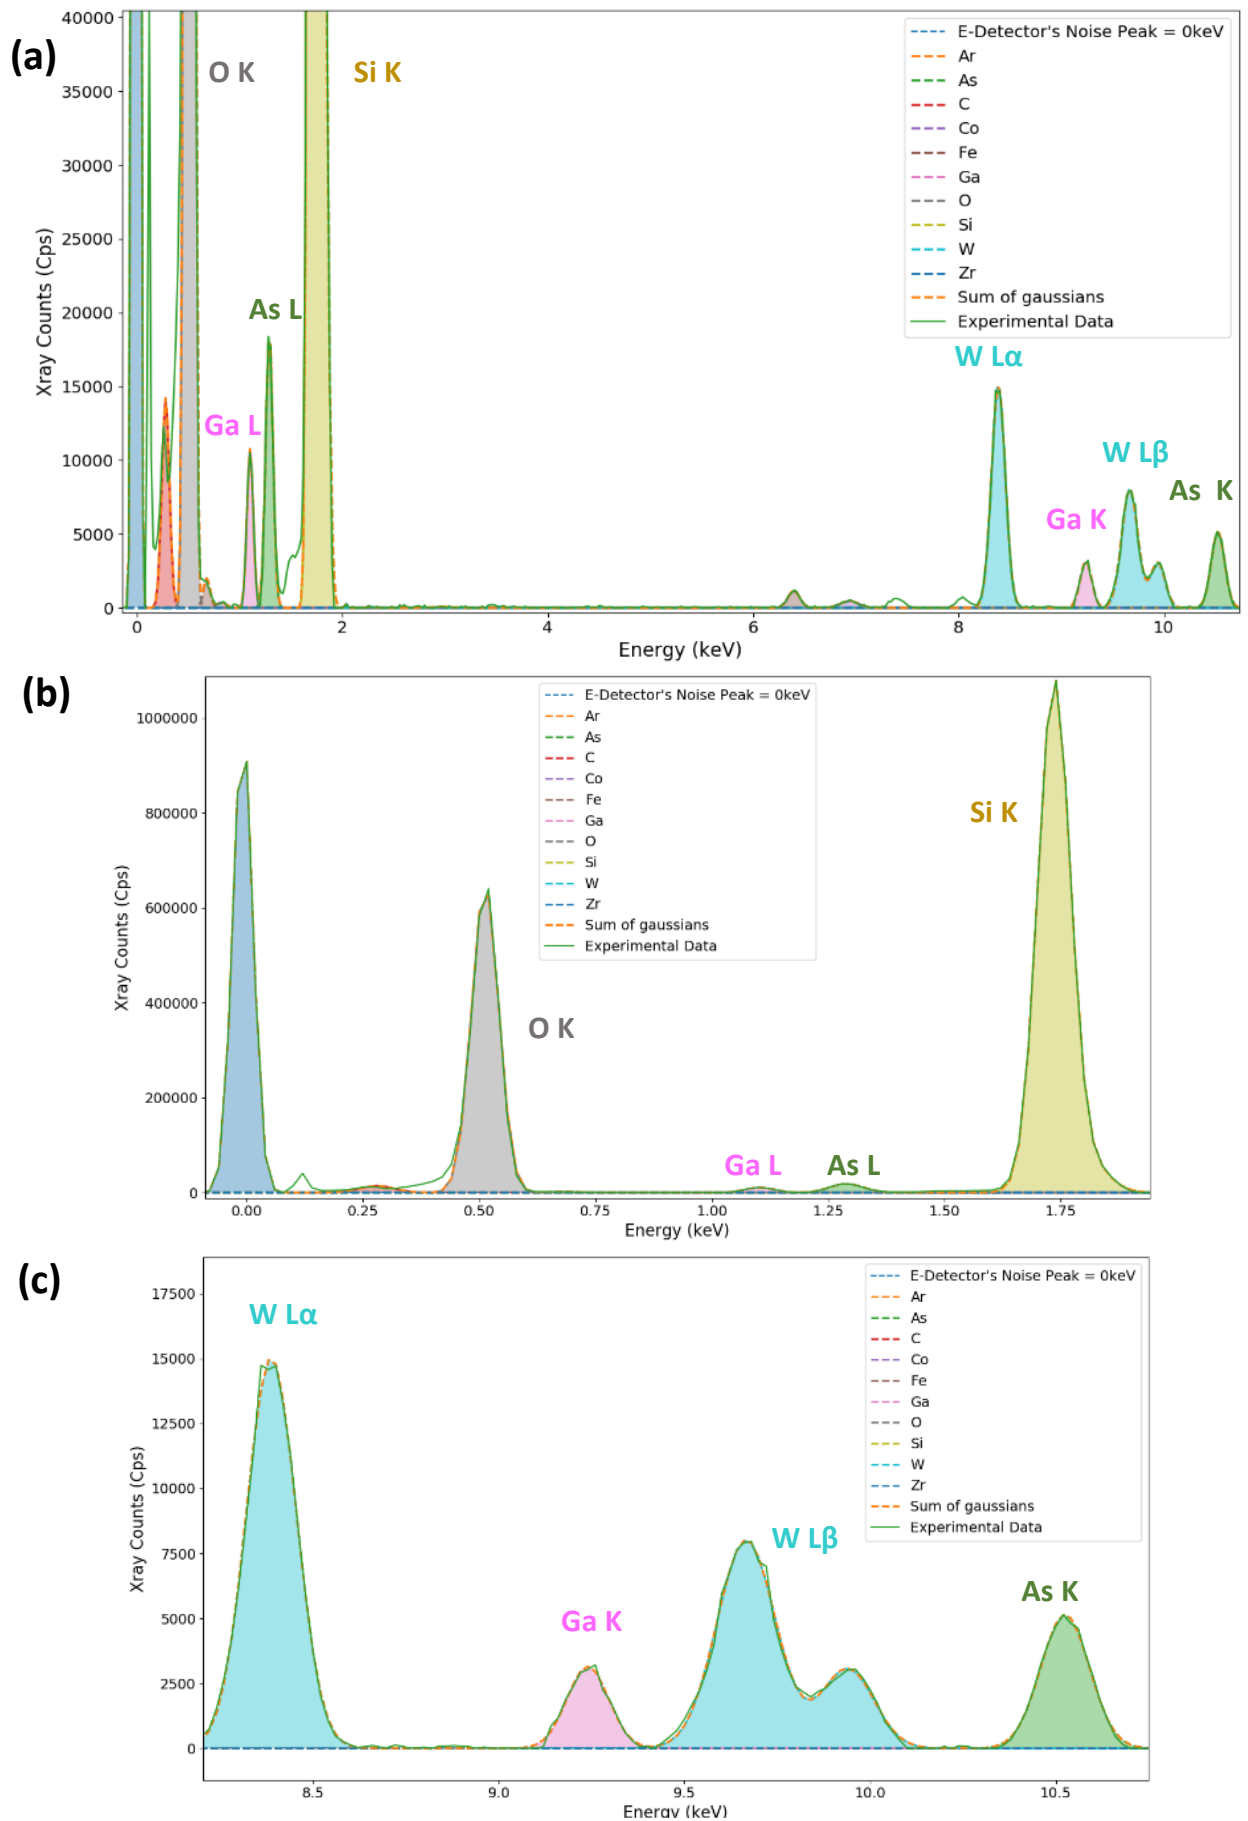 (a)
40000
35000
30000
25000
20000
15000
10000
5000
0
Xray Counts (Cps)
O K
Si K
As L
Ga L
W Lα
W Lβ
As K
Ga K
E-Detector's Noise Peak = 0keV
Ar
As
C
Co
Fe
Ga
O
Si
W
Zr
Sum of gaussians
Experimental Data
0 2 4 6 8 10
Energy (keV)
(b)
1000000
800000
600000
400000
200000
0
Xray Counts (Cps)
E-Detector's Noise Peak = 0keV
Ar
As
C
Co
Fe
Ga
O
Si
W
Zr
Sum of gaussians
Experimental Data
Si K
O K
Ga L
As L
0.00 0.25 0.50 0.75 1.00 1.25 1.50 1.75
Energy (keV)
(c)
17500
15000
12500
10000
7500
5000
2500
0
Xray Counts (Cps)
W Lα
Ga K
W Lβ
As K
E-Detector's Noise Peak = 0keV
Ar
As
C
Co
Fe
Ga
O
Si
W
Zr
Sum of gaussians
Experimental Data
8.5 9.0 9.5 10.0 10.5
Energy (keV)